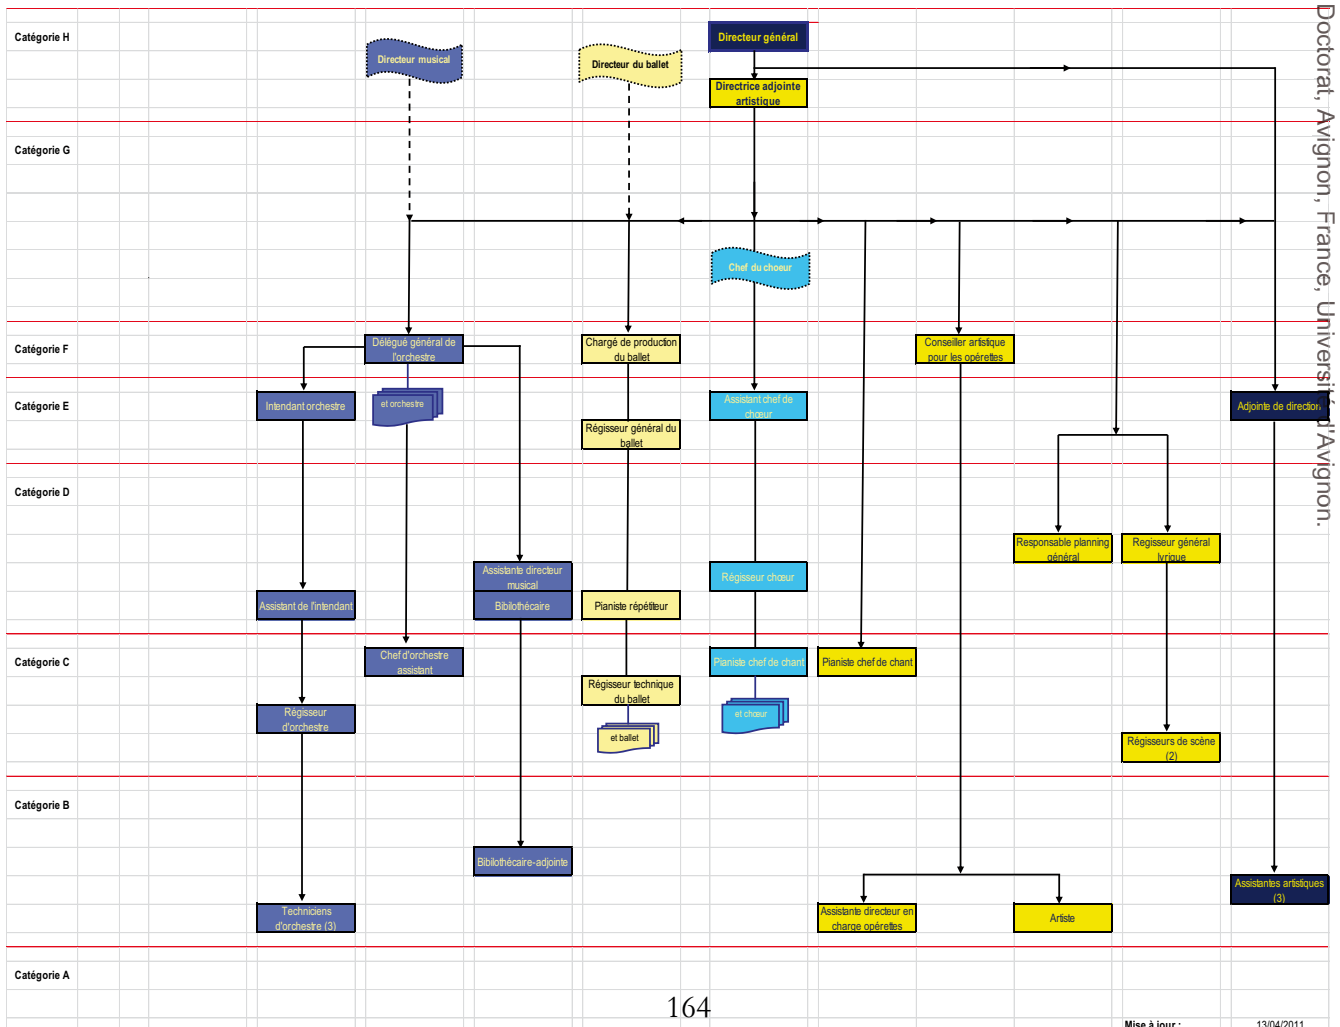 Catégorie H
Directeur général
Directeur musical
Directeur du ballet
Directrice adjointe
artistique
Catégorie G
Chef du choeur
Catégorie F
Délégué général de
l'orchestre
Chargé de production
du ballet
Conseiller artistique
pour les opérettes
Catégorie E
Intendant orchestre
et orchestre
Assistant chef de
chœur
Adjointe de direction
Régisseur général du
ballet
Catégorie D
Responsable planning
général
Regisseur général
lyrique
Assistante directeur
musical
Régisseur chœur
Assistant de l'intendant
Bibilothécaire
Pianiste répétiteur
Catégorie C
Chef d'orchestre
assistant
Pianiste chef de chant
Pianiste chef de chant
Régisseur technique
du ballet
Régisseur
d'orchestre
et chœur
et ballet
Régisseurs de scène
(2)
Catégorie B
Bibilothécaire-adjointe
Assistantes artistiques
(3)
Techniciens
d'orchestre (3)
Assistante directeur en
charge opérettes
Artiste
Catégorie A
164
Mise à jour : 13/04/2011
Doctorat, Avignon, France, Université d'Avignon.